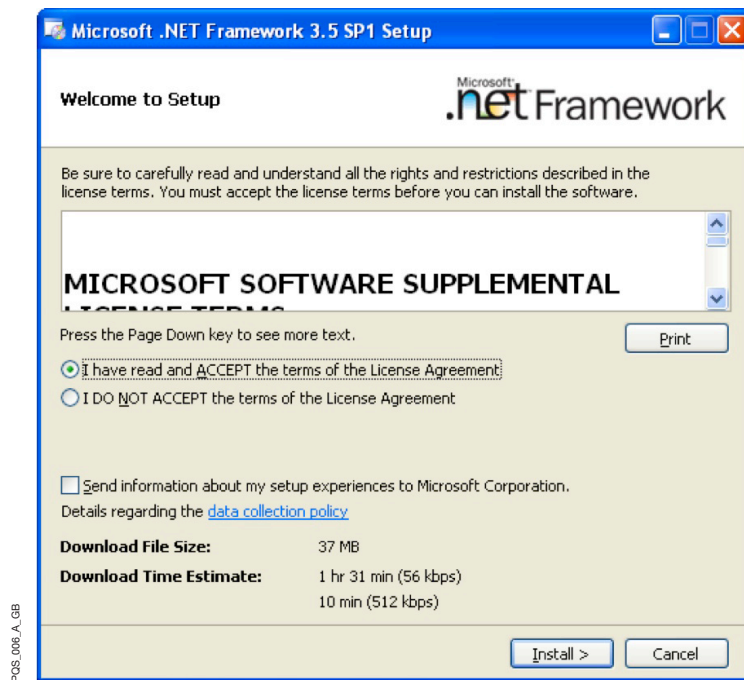 Microsoft .NET Framework 3.5 SP1 Setup
Welcome to Setup
Microsoft
.net Framework
Be sure to carefully read and understand all the rights and restrictions described in the
license terms. You must accept the license terms before you can install the software.
MICROSOFT SOFTWARE SUPPLEMENTAL
LICENSE TERMS
Press the Page Down key to see more text.
Print
I have read and ACCEPT the terms of the License Agreement
I DO NOT ACCEPT the terms of the License Agreement
Send information about my setup experiences to Microsoft Corporation.
Details regarding the data collection policy
Download File Size: 37 MB
Download Time Estimate: 1 hr 31 min (56 kbps)
10 min (512 kbps)
Install >
Cancel
PQS_006_A_GB